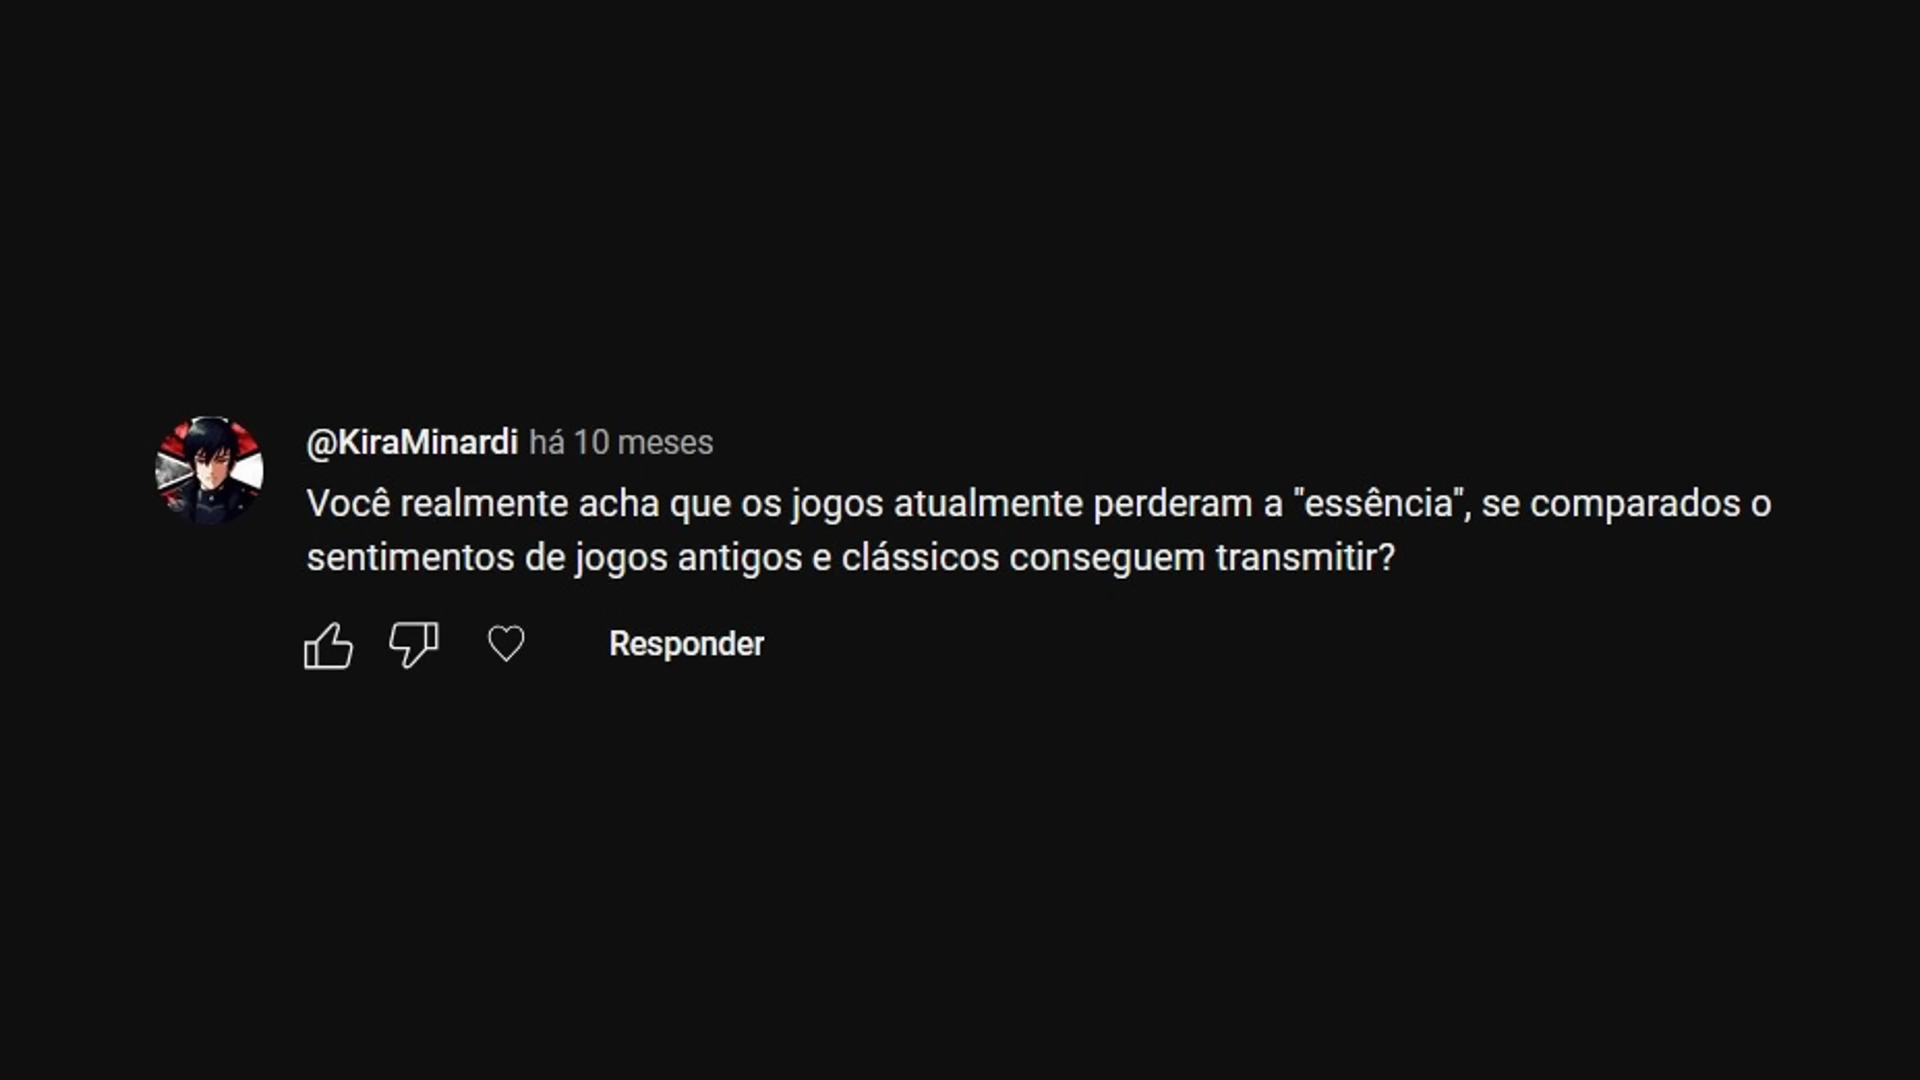 @KiraMinardi há 10 meses
Você realmente acha que os jogos atualmente perderam a "essência", se comparados o
sentimentos de jogos antigos e clássicos conseguem transmitir?
Responder